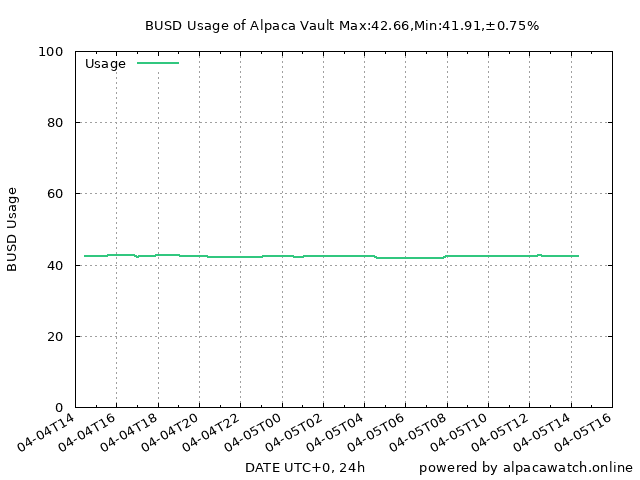 BUSD Usage of Alpaca Vault Max:42.66,Min:41.91,±0.75%
Usage
BUSD Usage
100
80
60
40
20
0
04-04T14
04-04T16
04-04T18
04-04T20
04-04T22
04-05T00
04-05T02
04-05T04
04-05T06
04-05T08
04-05T10
04-05T12
04-05T14
04-05T16
DATE UTC+0, 24h
powered by alpacawatch.online